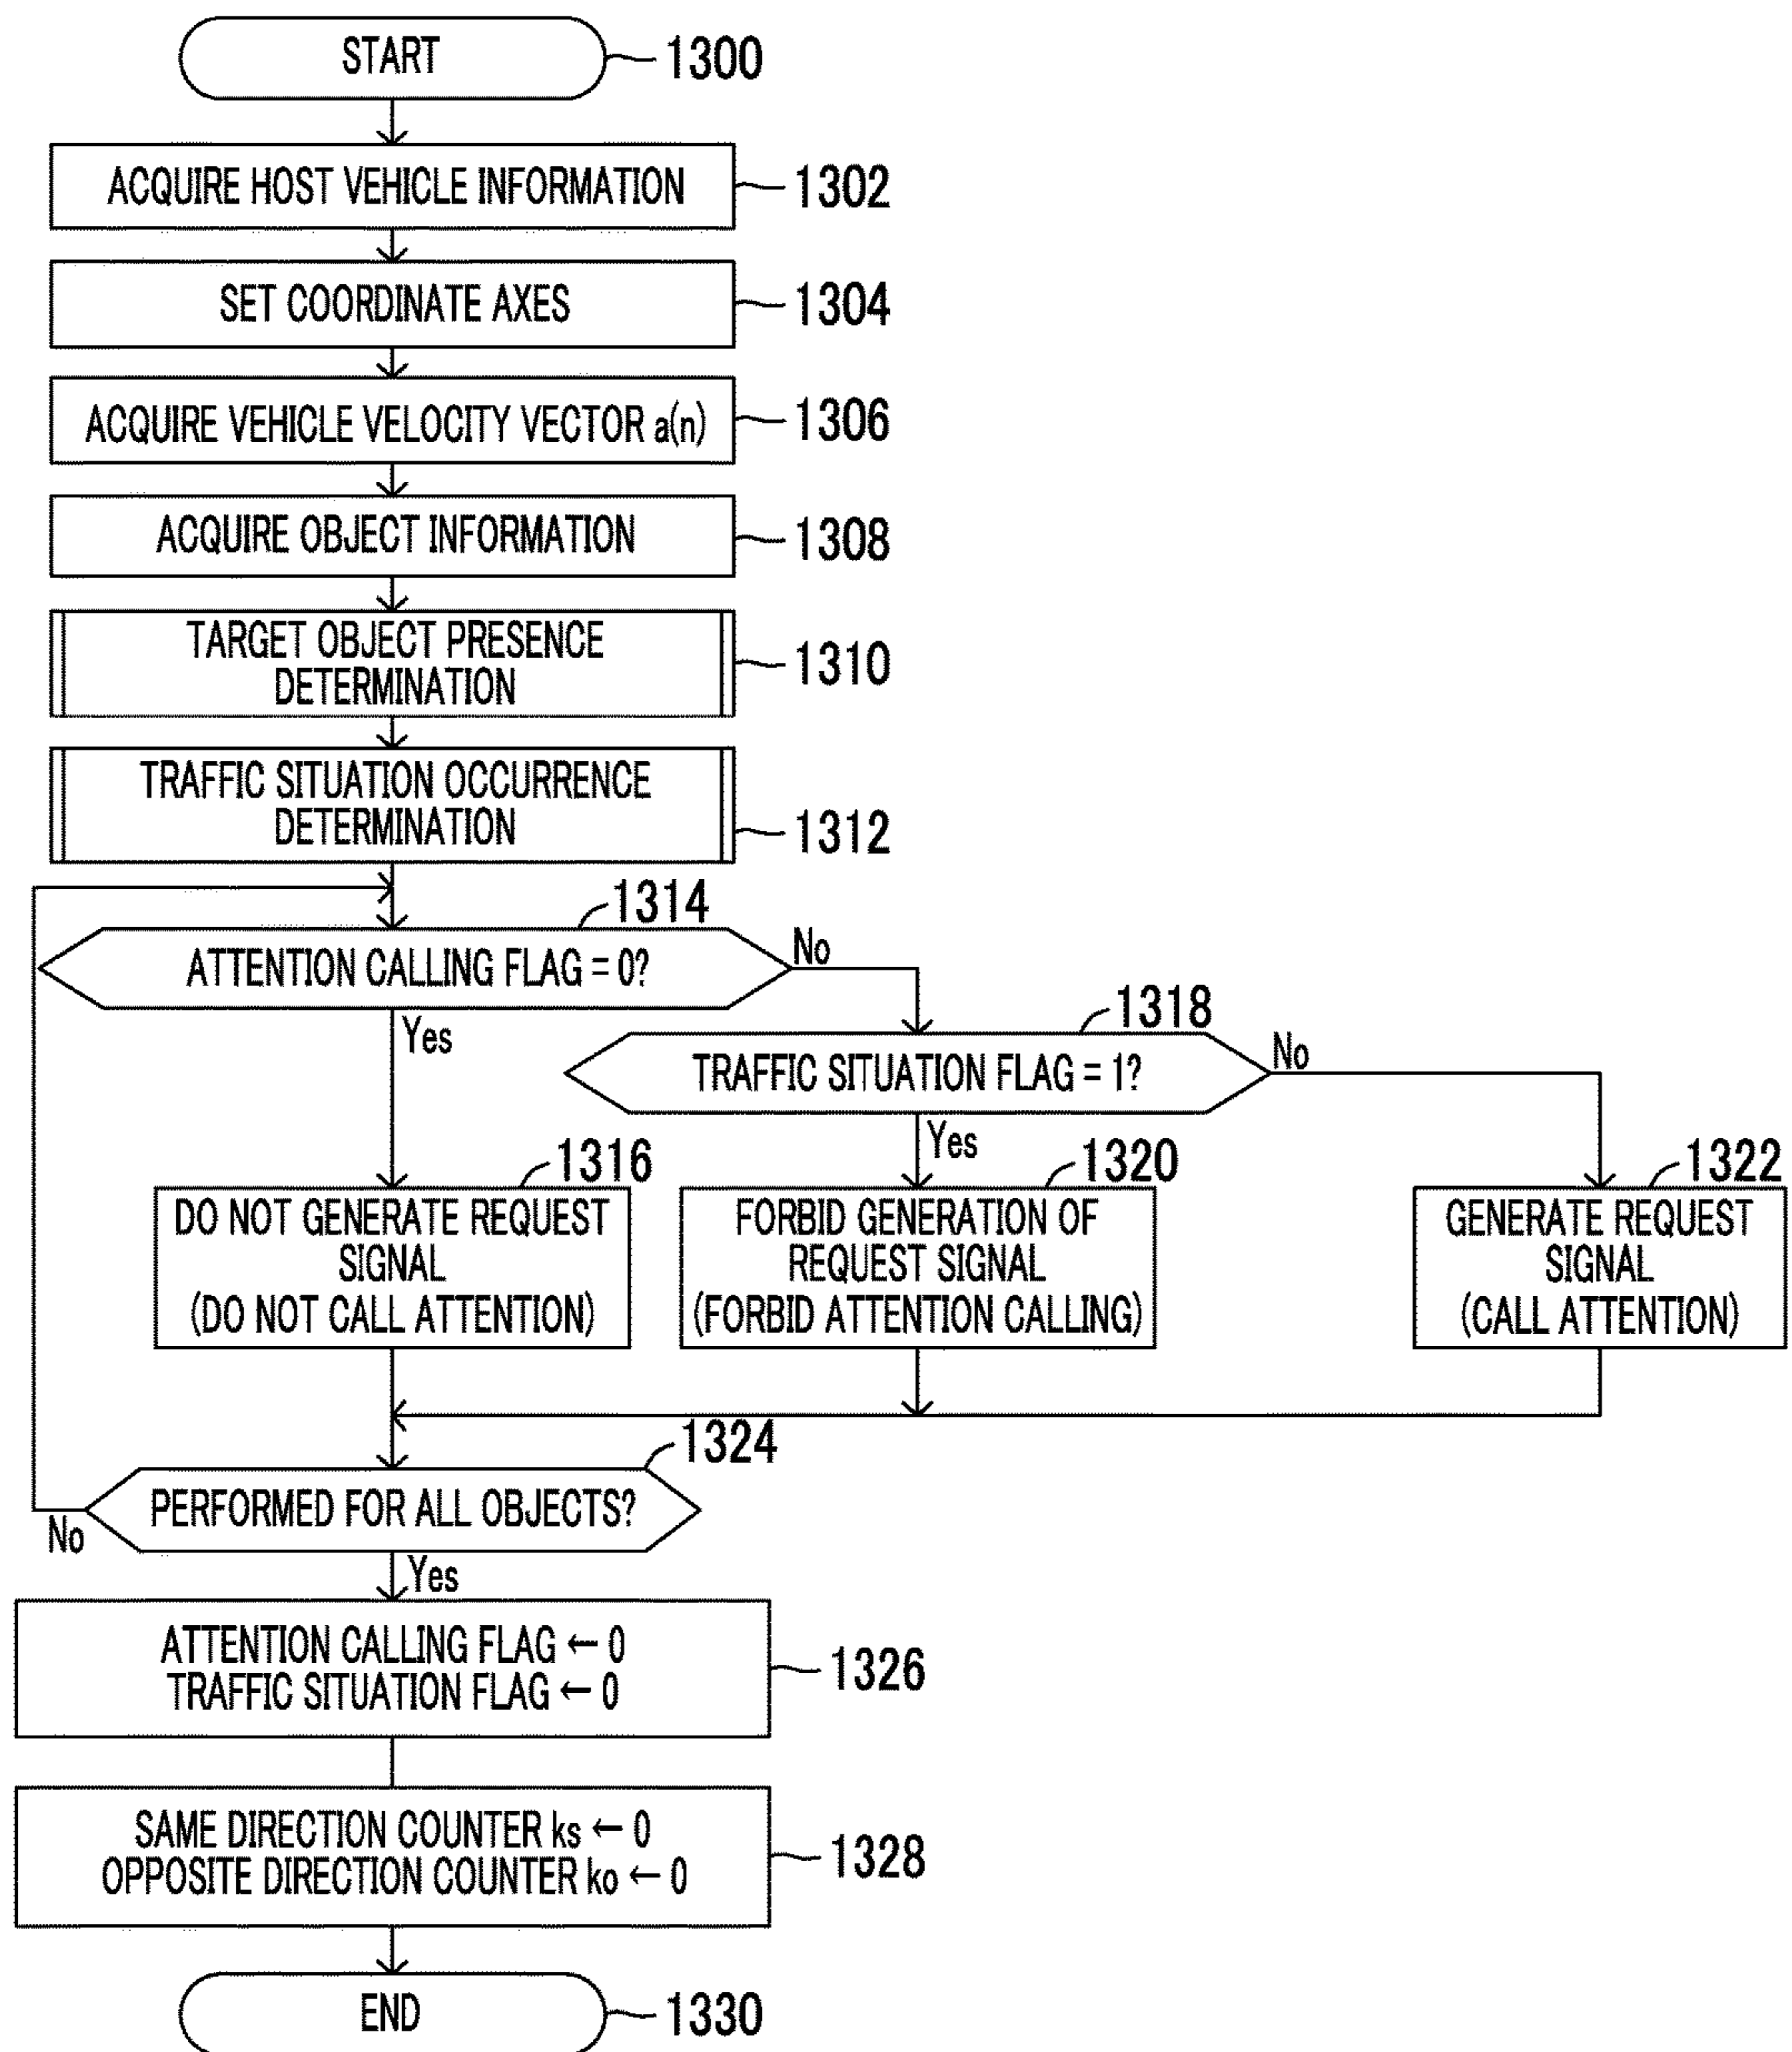 START
1300
ACQUIRE HOST VEHICLE INFORMATION
1302
SET COORDINATE AXES
1304
ACQUIRE VEHICLE VELOCITY VECTOR a(n)
1306
ACQUIRE OBJECT INFORMATION
1308
TARGET OBJECT PRESENCE
DETERMINATION
1310
TRAFFIC SITUATION OCCURRENCE
DETERMINATION
1312
1314
ATTENTION CALLING FLAG = 0?
No
Yes
1318
TRAFFIC SITUATION FLAG = 1?
No
Yes
1316
DO NOT GENERATE REQUEST
SIGNAL
(DO NOT CALL ATTENTION)
1320
FORBID GENERATION OF
REQUEST SIGNAL
(FORBID ATTENTION CALLING)
1322
GENERATE REQUEST
SIGNAL
(CALL ATTENTION)
1324
PERFORMED FOR ALL OBJECTS?
No
Yes
ATTENTION CALLING FLAG ← 0
TRAFFIC SITUATION FLAG ← 0
1326
SAME DIRECTION COUNTER ks ← 0
OPPOSITE DIRECTION COUNTER ko ← 0
1328
END
1330